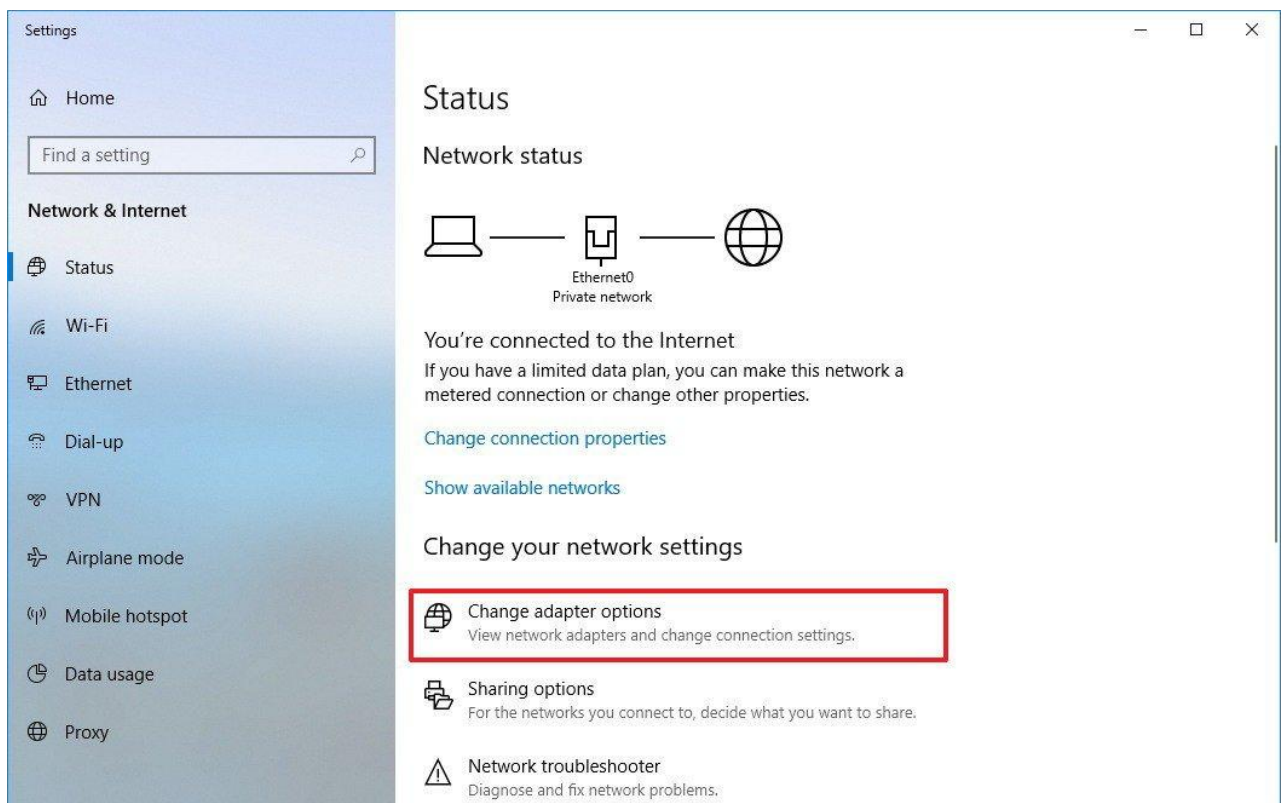 Settings
Home
Find a setting
Network & Internet
Status
Wi-Fi
Ethernet
Dial-up
VPN
Airplane mode
Mobile hotspot
Data usage
Proxy
Status
Network status
Ethernet0
Private network
You're connected to the Internet
If you have a limited data plan, you can make this network a
metered connection or change other properties.
Change connection properties
Show available networks
Change your network settings
Change adapter options
View network adapters and change connection settings.
Sharing options
For the networks you connect to, decide what you want to share.
Network troubleshooter
Diagnose and fix network problems.